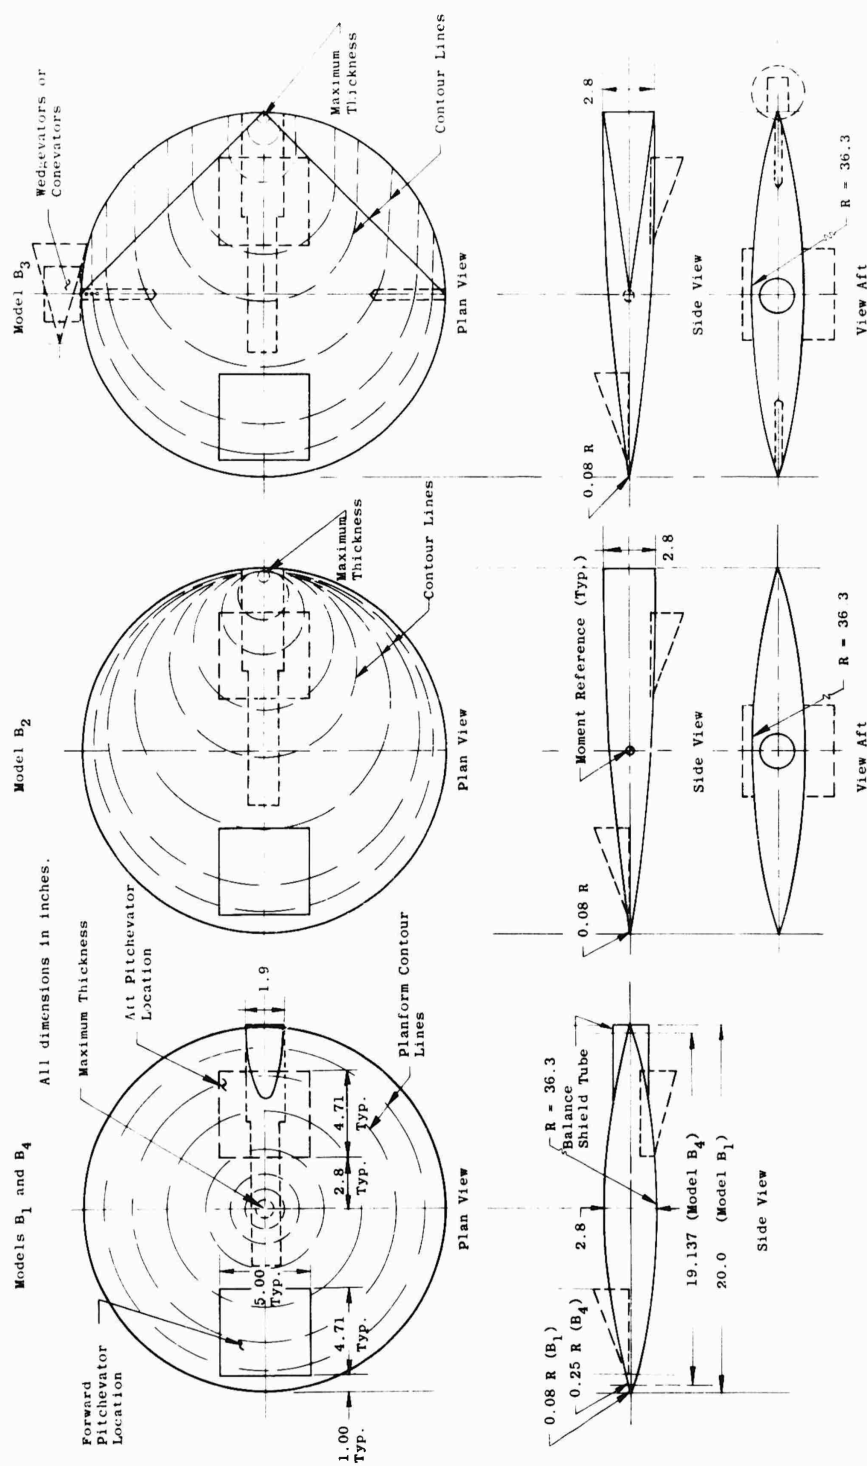 All dimensions in inches.
Models B1 and B4
Forward
Pitchevator
Location
Maximum Thickness
Aft Pitchevator
Location
1.9
Planform Contour
Lines
4.71
Typ.
2.8
Typ.
5.00
Typ.
4.71
Typ.
1.00
Typ.
Plan View
0.08 R (B1)
0.25 R (B4)
2.8
R = 36.3
Balance
Shield Tube
19.137 (Model B4)
20.0 (Model B1)
Side View
Model B2
Maximum
Thickness
Contour Lines
Plan View
0.08 R
Moment Reference (Typ.)
2.8
Side View
R = 36 3
View Aft
Model B3
Wedgevators or
Conevators
Maximum
Thickness
Contour Lines
Plan View
0.08 R
2.8
Side View
R = 36.3
View Aft